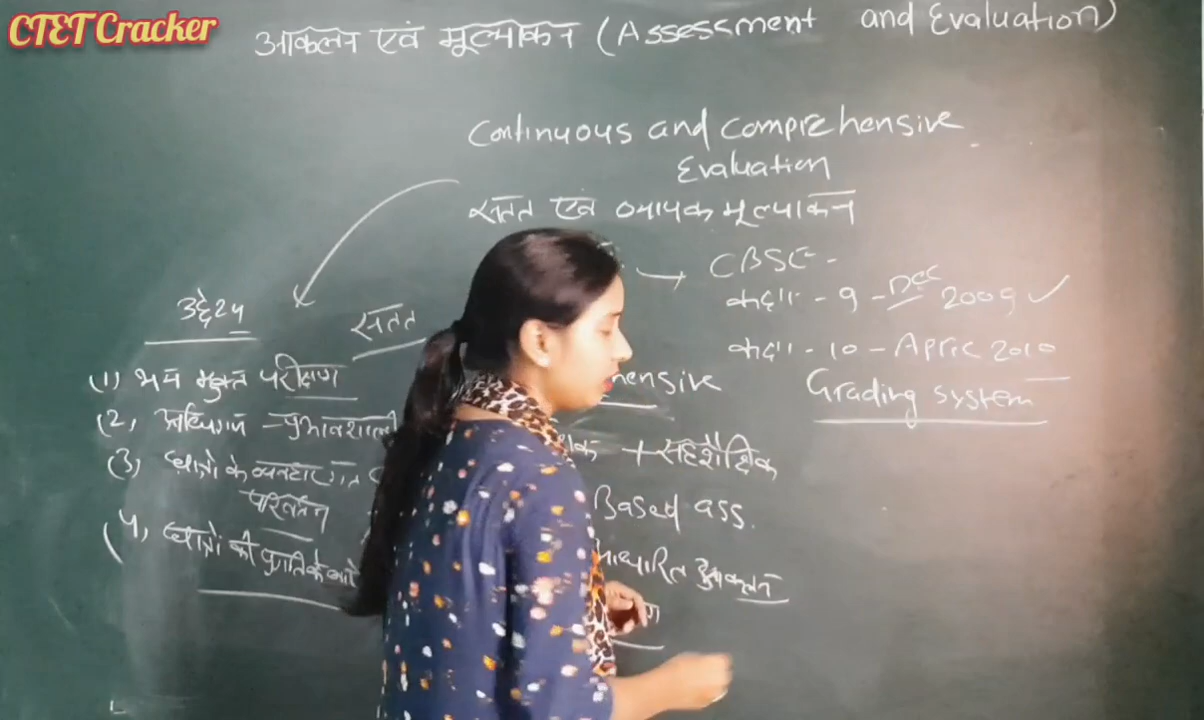 CTET Cracker
आकलन एवं मूल्यांकन (Assessment and Evaluation)
Continuous and comprehensive
Evaluation
सतत एवं व्यापक मूल्यांकन
CBSE -
कक्षा - 9 - Dec 2009 ✓
कक्षा - 10 - April 2010
Grading system
उद्देश्य
सतत
(1) भय मुक्त परीक्षण
hensive
(2) अधिगम - प्रभावशाली
+ सहशैक्षिक
(3) छात्रों के व्यवहारगत
परिवर्तन
Based ass.
(4) छात्रों की प्रगति के बारे